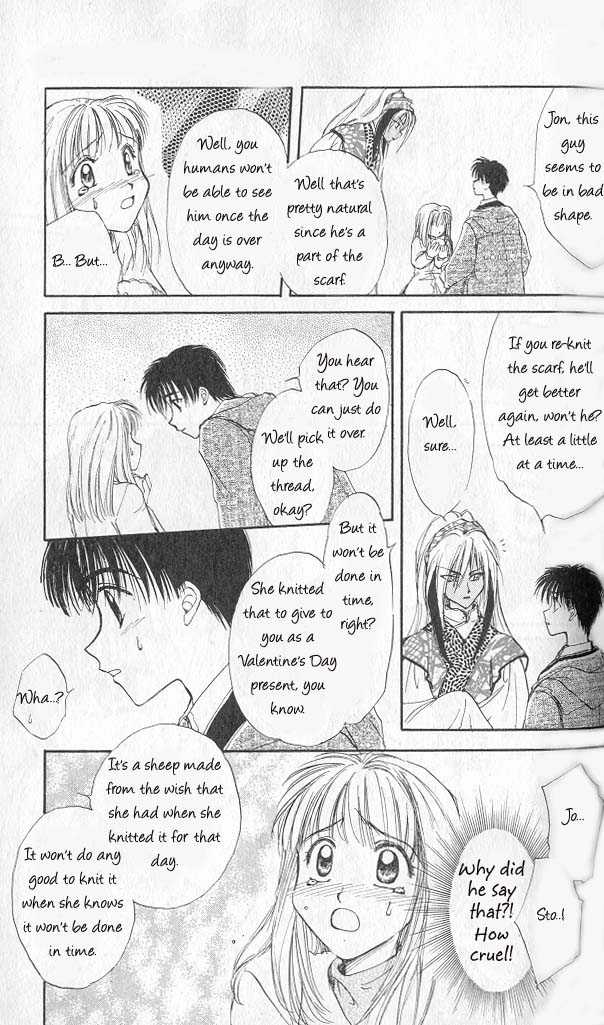 Jon, this
guy
seems to
be in bad
shape.
Well that's
pretty natural
since he's
a part of
the scarf.
Well, you
humans won't
be able to see
him once the
day is over
anyway.
B... But...
If you re-knit
the scarf, he'll
get better
again, won't he?
At least a little
at a time...
Well,
sure...
You hear
that? You
can just do
it over.
We'll pick
up the
thread,
okay?
But it
won't be
done in
time,
right?
She knitted
that to give to
you as a
Valentine's Day
present, you
know.
Wha..?
Jo...
Sto..!
Why did
he say
that?!
How
cruel!
It's a sheep made
from the wish that
she had when she
knitted it for that
day.
It won't do any
good to knit it
when she knows
it won't be done
in time.